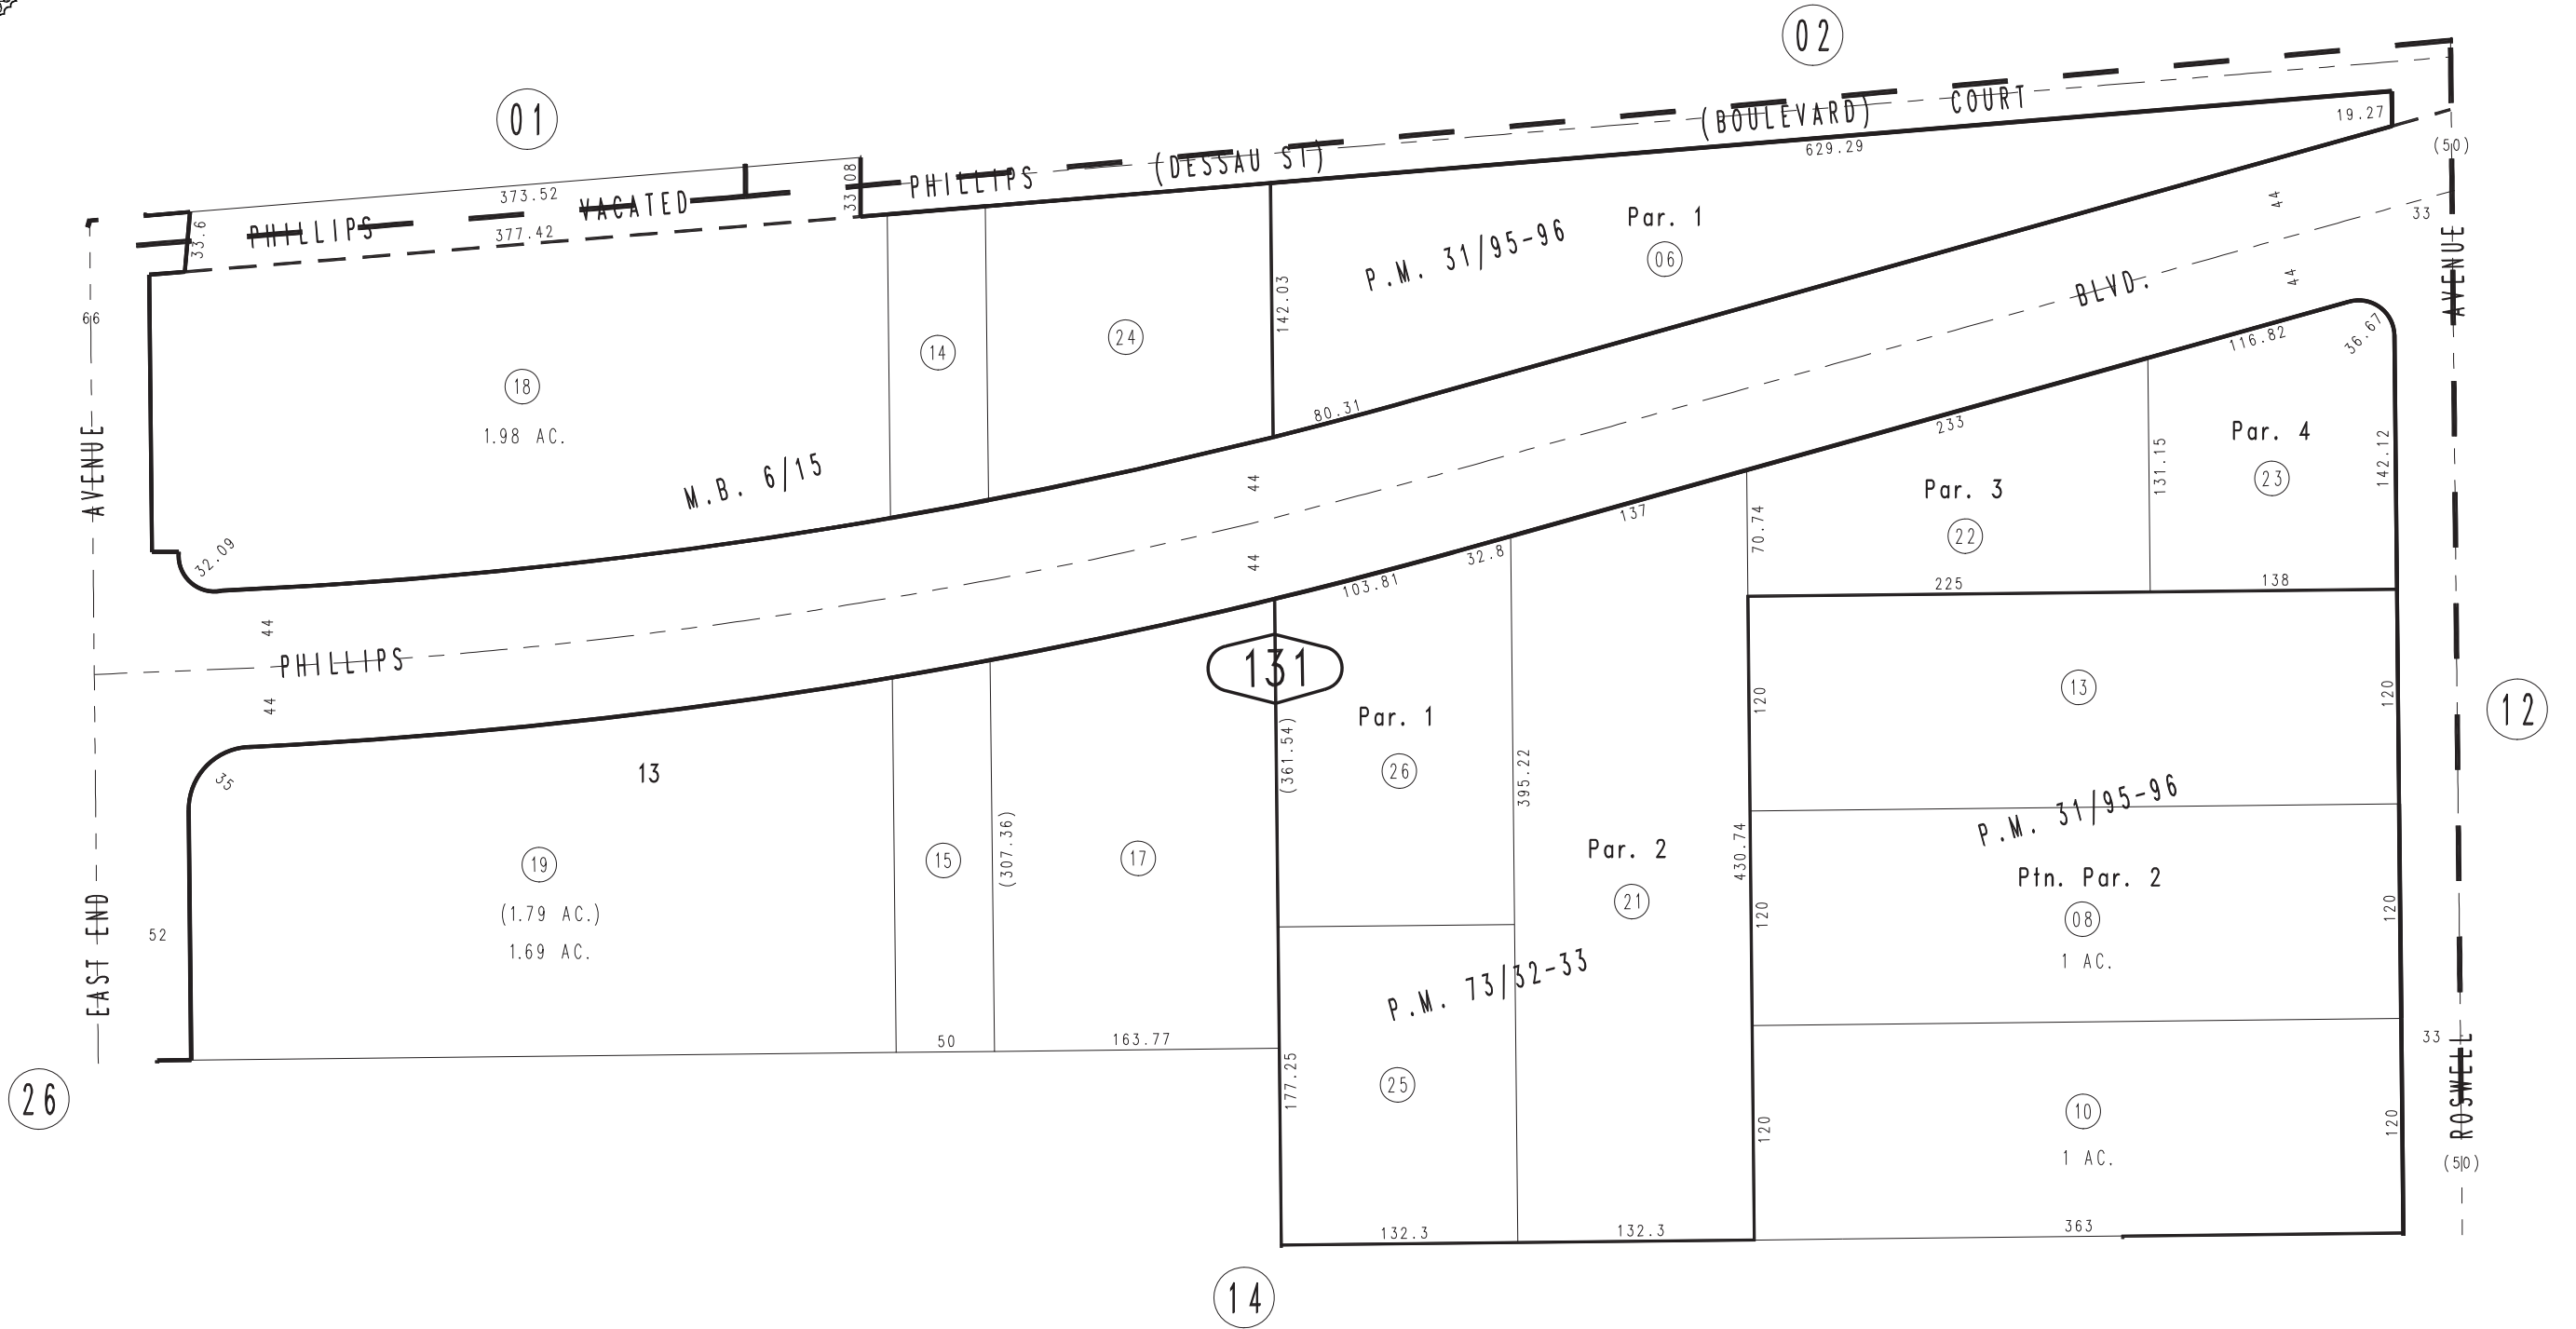 02
01
(BOULEVARD) COURT
19.27
(50)
PHILLIPS (DESSAU ST)
629.29
373.52
33.08
PHILLIPS VACATED
33.6
377.42
44
33
Par. 1
06
P.M. 31/95-96
AVENUE
44
BLVD.
66
142.03
14
24
116.82
36.67
18
1.98 AC.
80.31
233
Par. 4
23
131.15
142.12
AVENUE
M.B. 6/15
44
Par. 3
22
137
70.74
32.09
44
32.8
103.81
225
138
44
PHILLIPS
131
44
13
120
120
12
Par. 1
26
(361.54)
13
35
395.22
P.M. 31/95-96
(307.36)
Par. 2
21
430.74
19
15
17
Ptn. Par. 2
08
(1.79 AC.)
120
120
1.69 AC.
52
EAST END
1 AC.
P.M. 73/32-33
50
163.77
33
177.25
25
26
10
120
120
ROSWELL
1 AC.
(50)
132.3
132.3
363
14